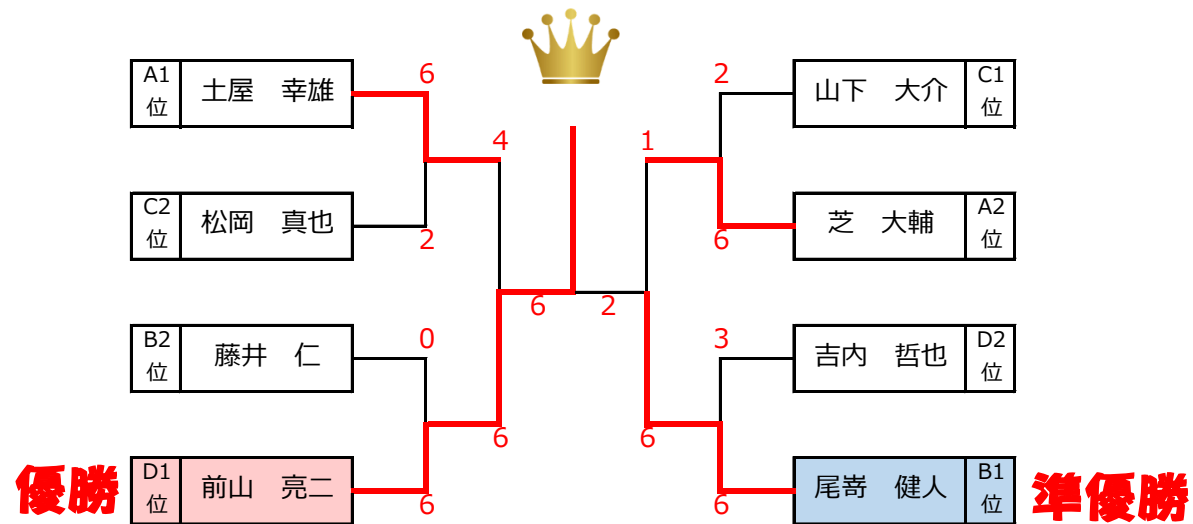 A1位 土屋 幸雄
6
2
山下 大介 C1位
4
1
C2位 松岡 真也
2
6
芝 大輔 A2位
6
2
B2位 藤井 仁
0
3
吉内 哲也 D2位
6
6
優勝
D1位 前山 亮二
6
6
尾嵜 健人 B1位
準優勝